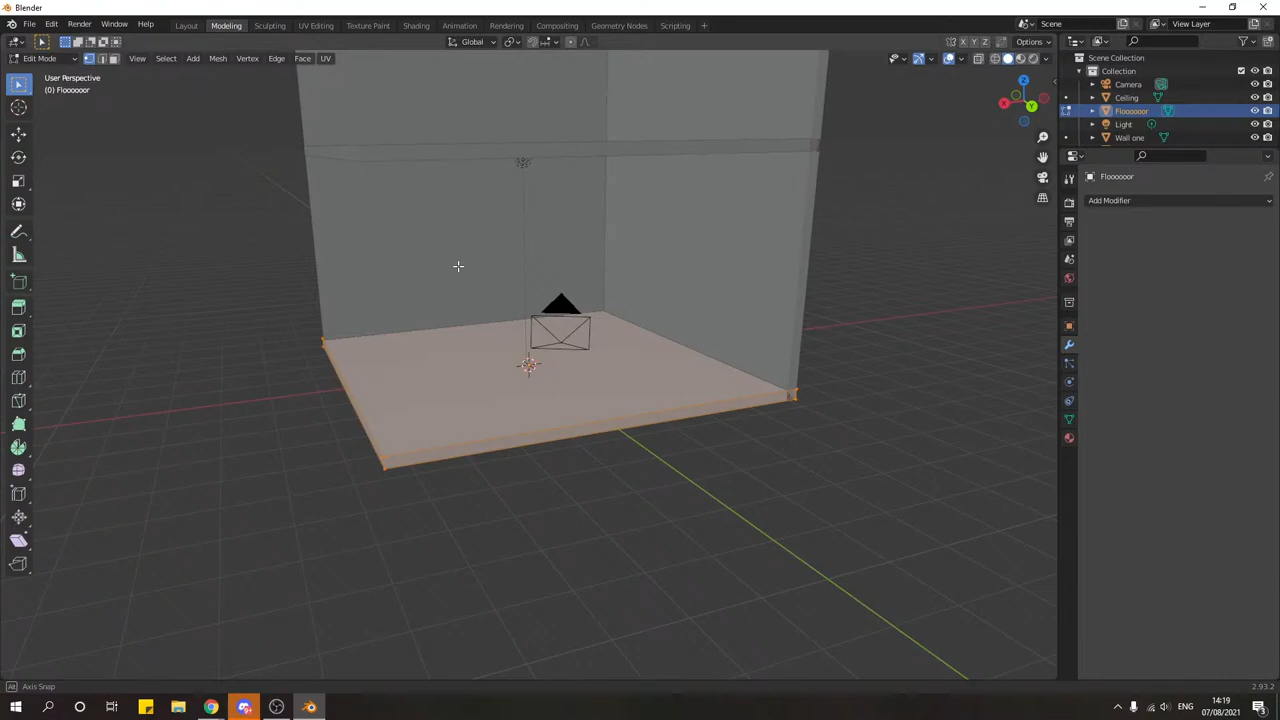 Blender
File Edit Render Window Help Layout Modeling Sculpting UV Editing Texture Paint Shading Animation Rendering Compositing Geometry Nodes Scripting + Scene View Layer
Global X Y Z Options
Edit Mode View Select Add Mesh Vertex Edge Face UV
User Perspective
(0) Floooooor
Z
X
Y
Scene Collection
Collection
Camera
Ceiling
Floooooor
Light
Wall one
Floooooor
Add Modifier
Alt Axis Snap 2.93.2
ENG 14:19
07/08/2021
3